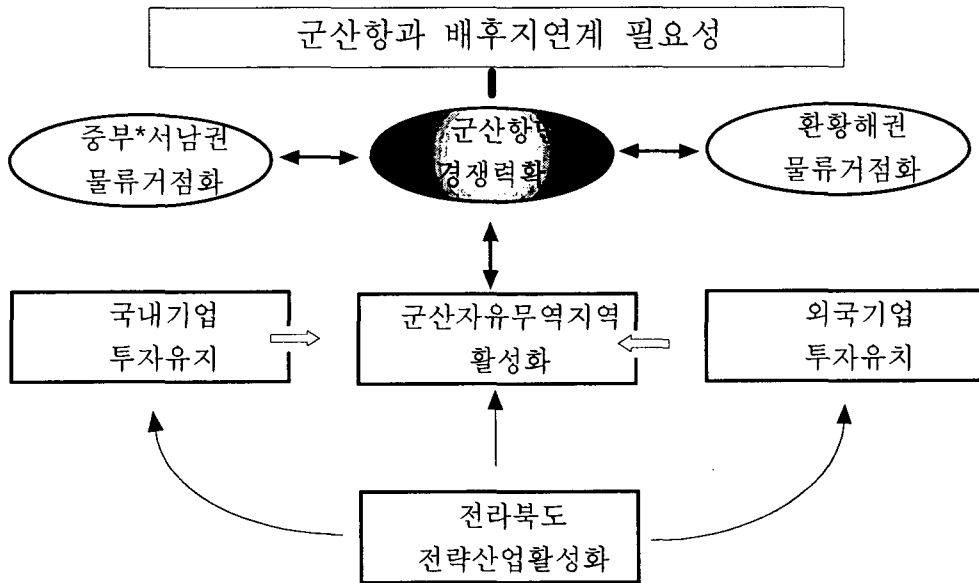 군산항과 배후지연계 필요성
중부*서남권
물류거점화
군산항
경쟁력확
환황해권
물류거점화
국내기업
투자유지
군산자유무역지역
활성화
외국기업
투자유치
전라북도
전략산업활성화